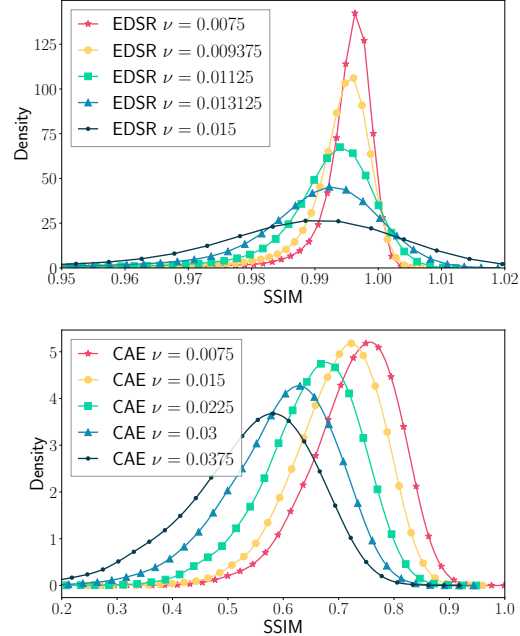 EDSR ν = 0.0075
EDSR ν = 0.009375
EDSR ν = 0.01125
EDSR ν = 0.013125
EDSR ν = 0.015
125
100
75
50
25
0
Density
0.95 0.96 0.97 0.98 0.99 1.00 1.01 1.02
SSIM
CAE ν = 0.0075
CAE ν = 0.015
CAE ν = 0.0225
CAE ν = 0.03
CAE ν = 0.0375
5
4
3
2
1
0
Density
0.2 0.3 0.4 0.5 0.6 0.7 0.8 0.9 1.0
SSIM